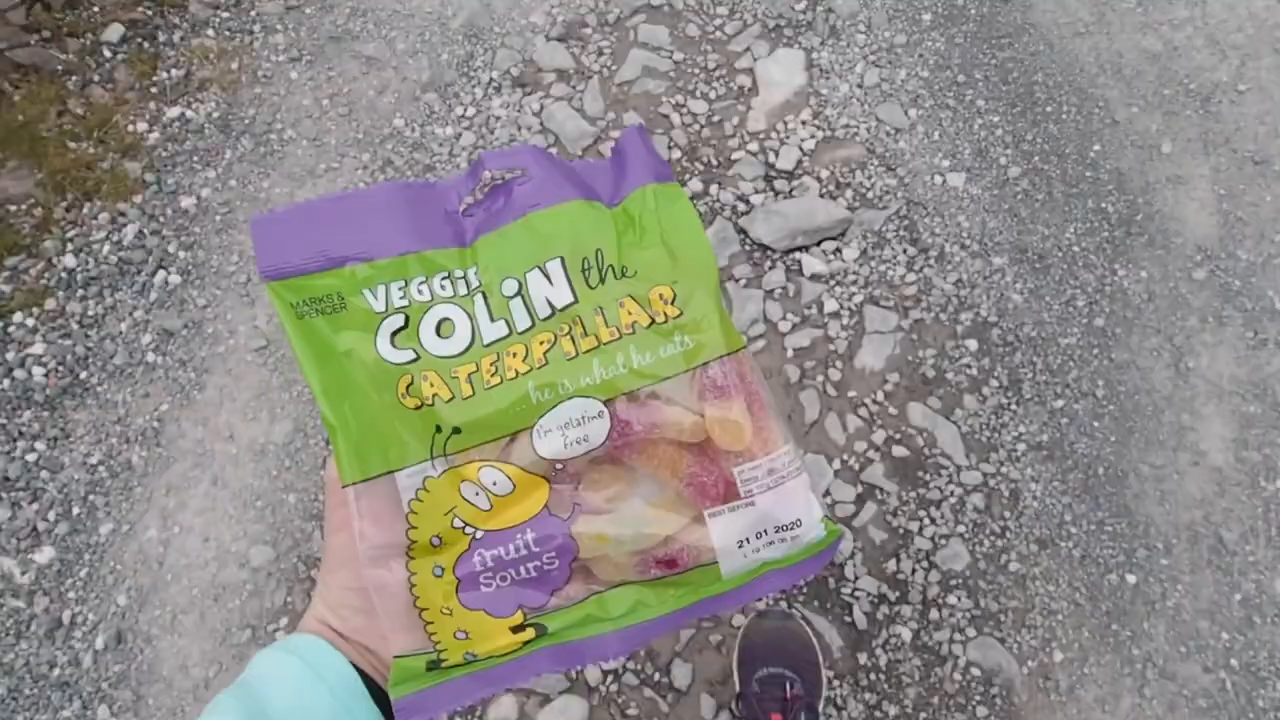 MARKS &
SPENCER
VEGGIE
COLIN the
CATERPILLAR
...he is what he eats
I'm gelatine
free
fruit
Sours
BEST BEFORE
21 01 2020